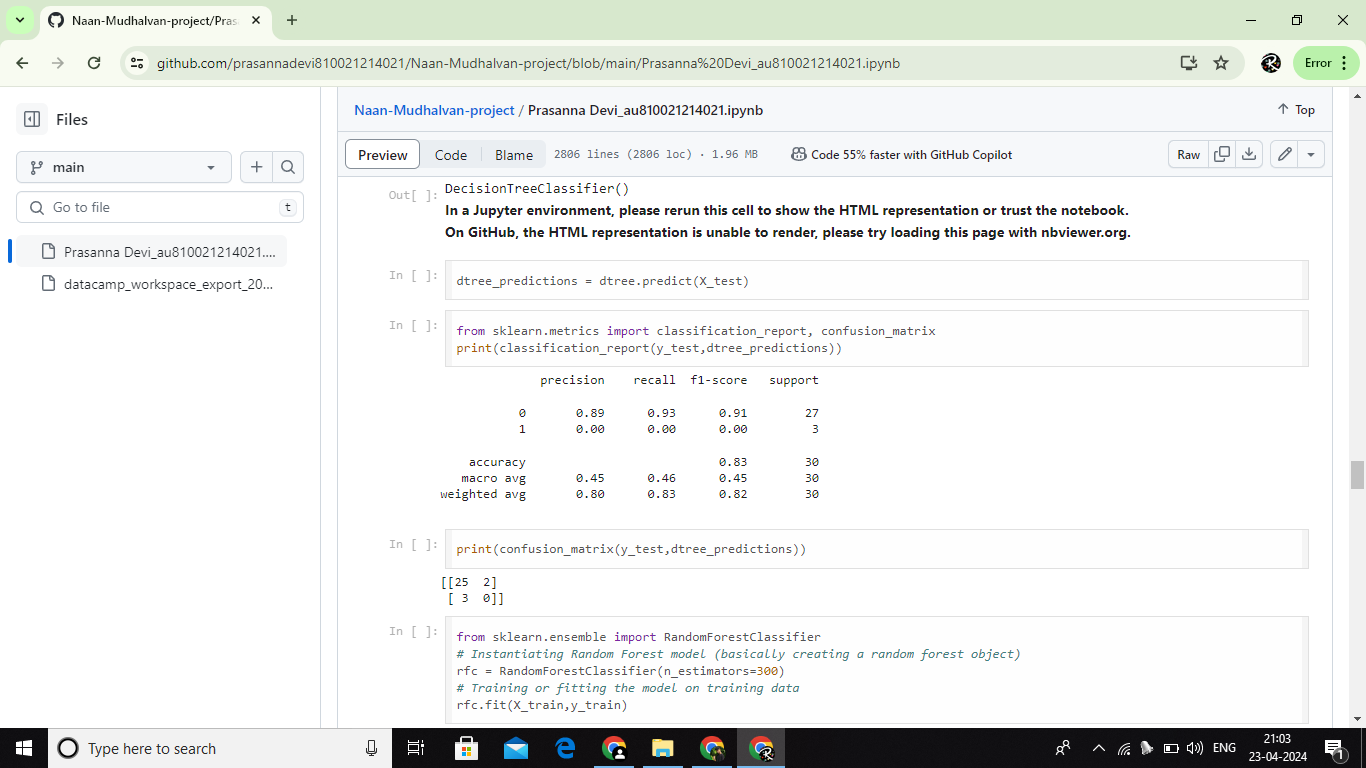 Naan-Mudhalvan-project/Pras
github.com/prasannadevi810021214021/Naan-Mudhalvan-project/blob/main/Prasanna%20Devi_au810021214021.ipynb
Error
Files
main
Go to file
t
Prasanna Devi_au810021214021....
datacamp_workspace_export_20...
Naan-Mudhalvan-project / Prasanna Devi_au810021214021.ipynb
Top
Preview Code Blame 2806 lines (2806 loc) · 1.96 MB Code 55% faster with GitHub Copilot Raw
Out[ ]: DecisionTreeClassifier()
In a Jupyter environment, please rerun this cell to show the HTML representation or trust the notebook.
On GitHub, the HTML representation is unable to render, please try loading this page with nbviewer.org.
In [ ]: dtree_predictions = dtree.predict(X_test)
In [ ]: from sklearn.metrics import classification_report, confusion_matrix
print(classification_report(y_test,dtree_predictions))
precision recall f1-score support
0 0.89 0.93 0.91 27
1 0.00 0.00 0.00 3
accuracy 0.83 30
macro avg 0.45 0.46 0.45 30
weighted avg 0.80 0.83 0.82 30
In [ ]: print(confusion_matrix(y_test,dtree_predictions))
[[25 2]
[ 3 0]]
In [ ]: from sklearn.ensemble import RandomForestClassifier
# Instantiating Random Forest model (basically creating a random forest object)
rfc = RandomForestClassifier(n_estimators=300)
# Training or fitting the model on training data
rfc.fit(X_train,y_train)
Type here to search
ENG
21:03
23-04-2024
1